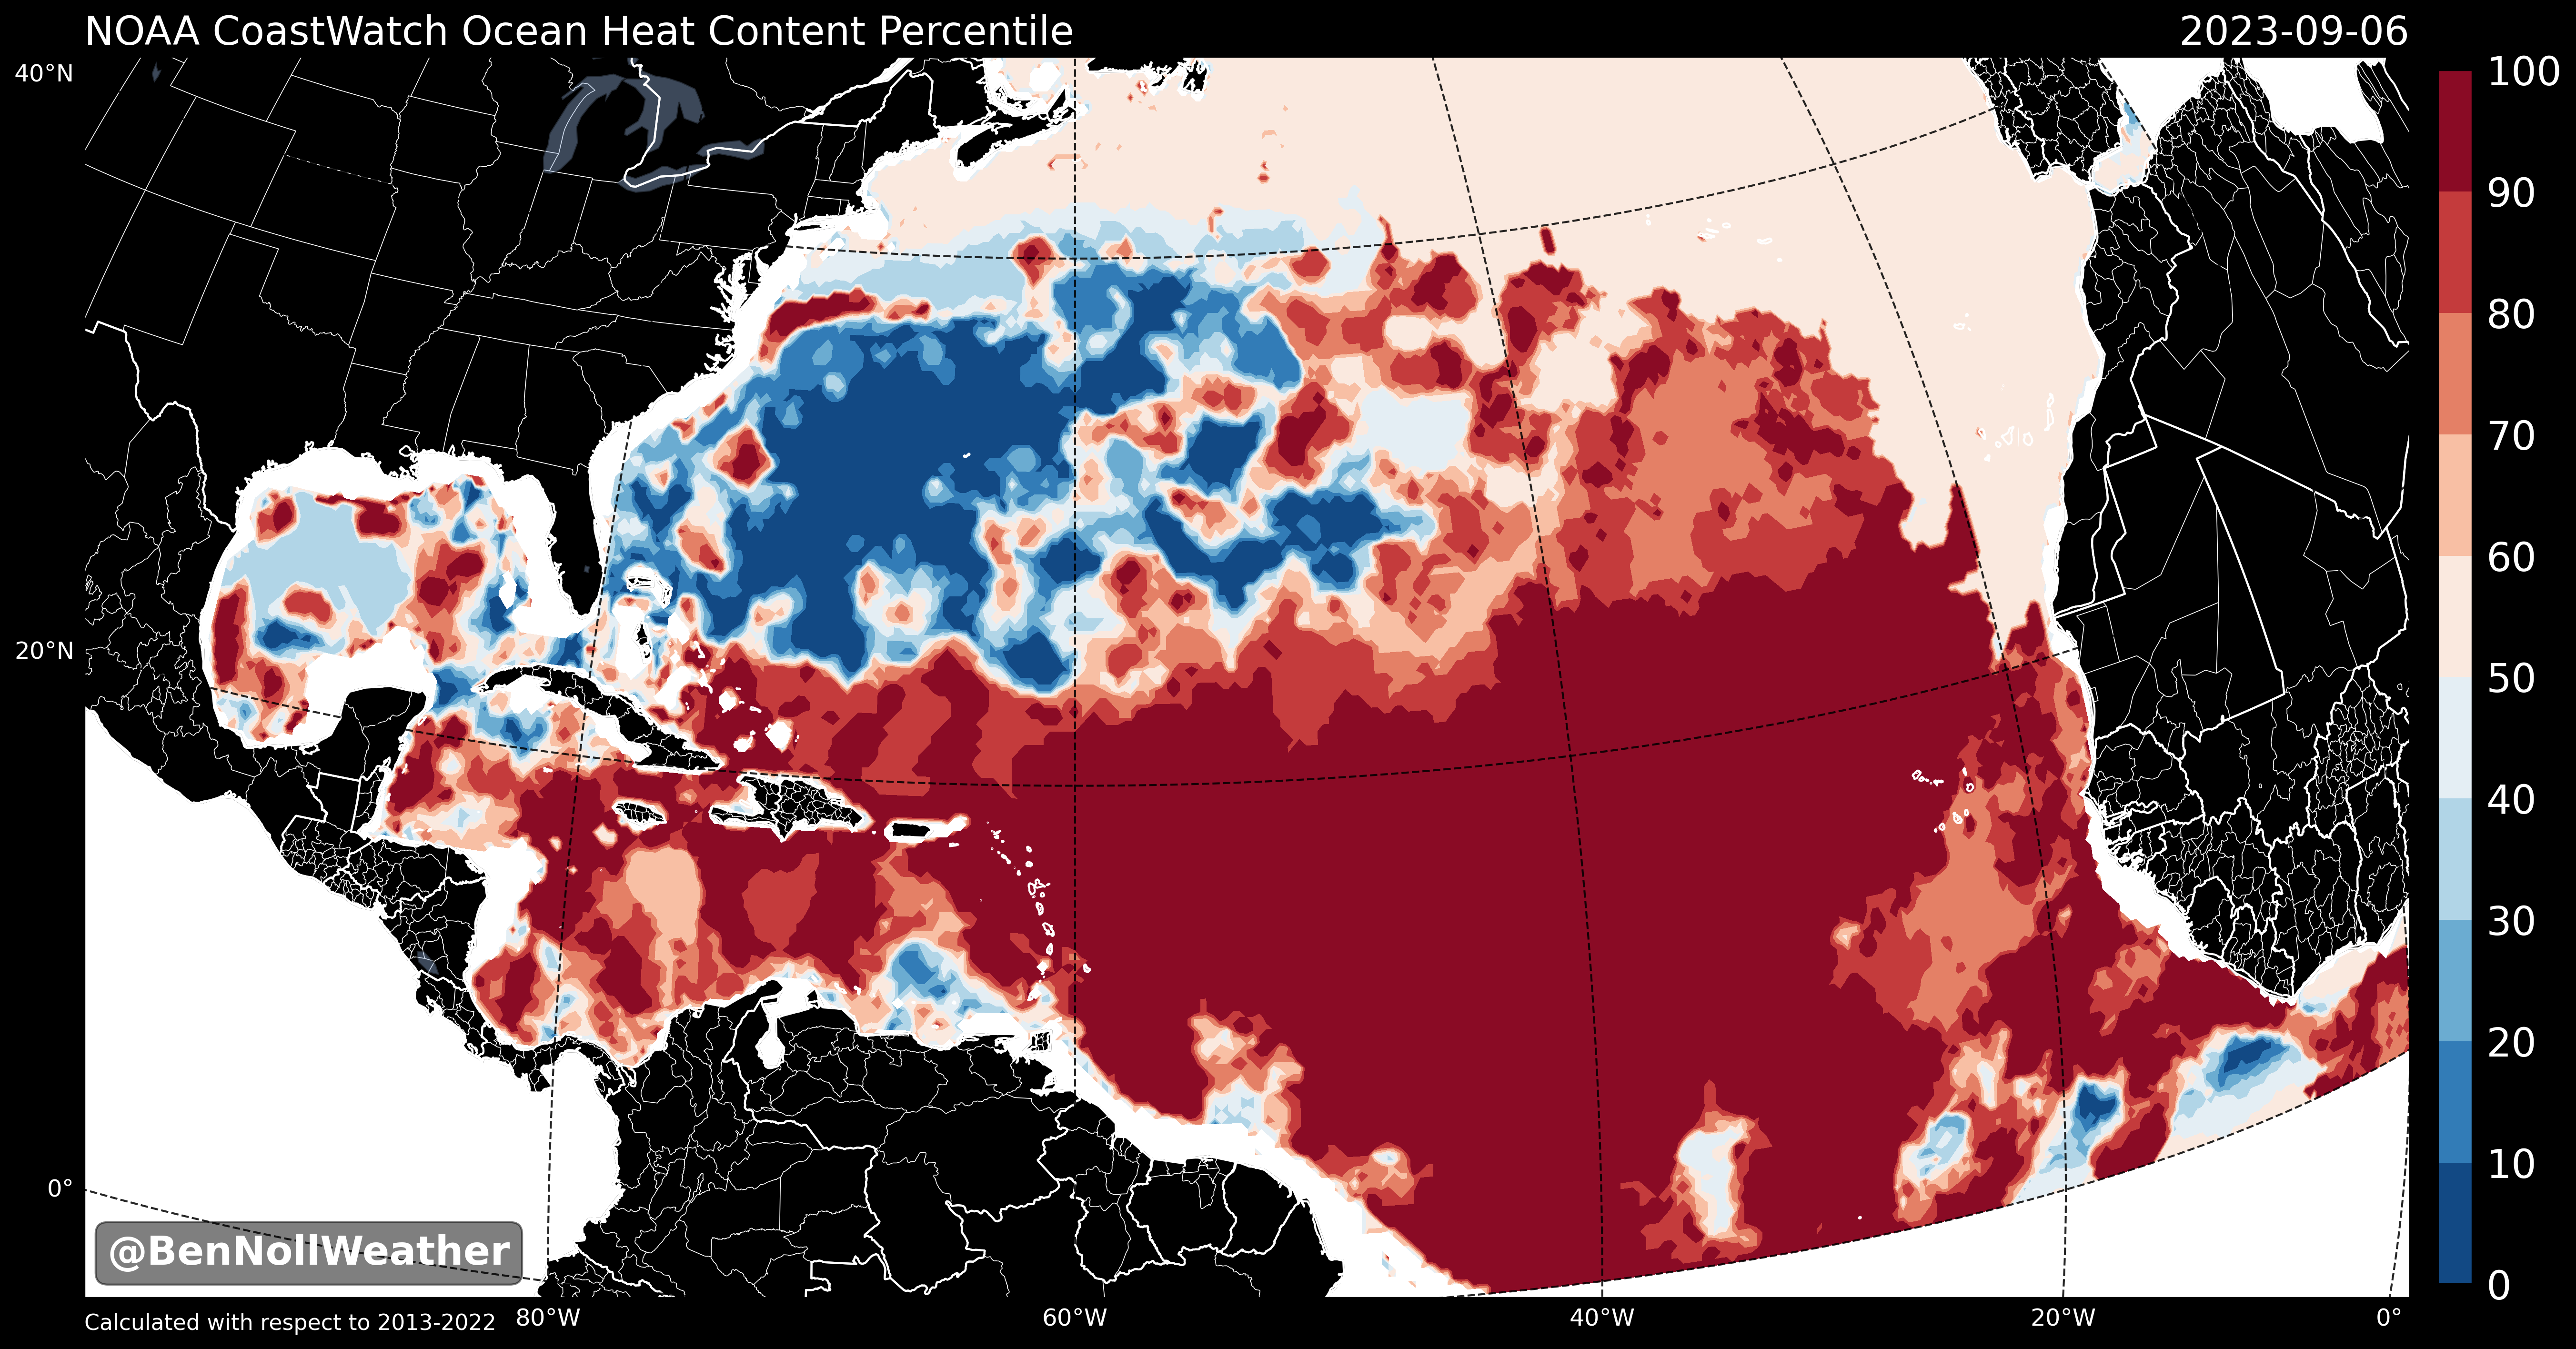 NOAA CoastWatch Ocean Heat Content Percentile
2023-09-06
40°N
20°N
0°
100
90
80
70
60
50
40
30
20
10
0
@BenNollWeather
Calculated with respect to 2013-2022
80°W
60°W
40°W
20°W
0°